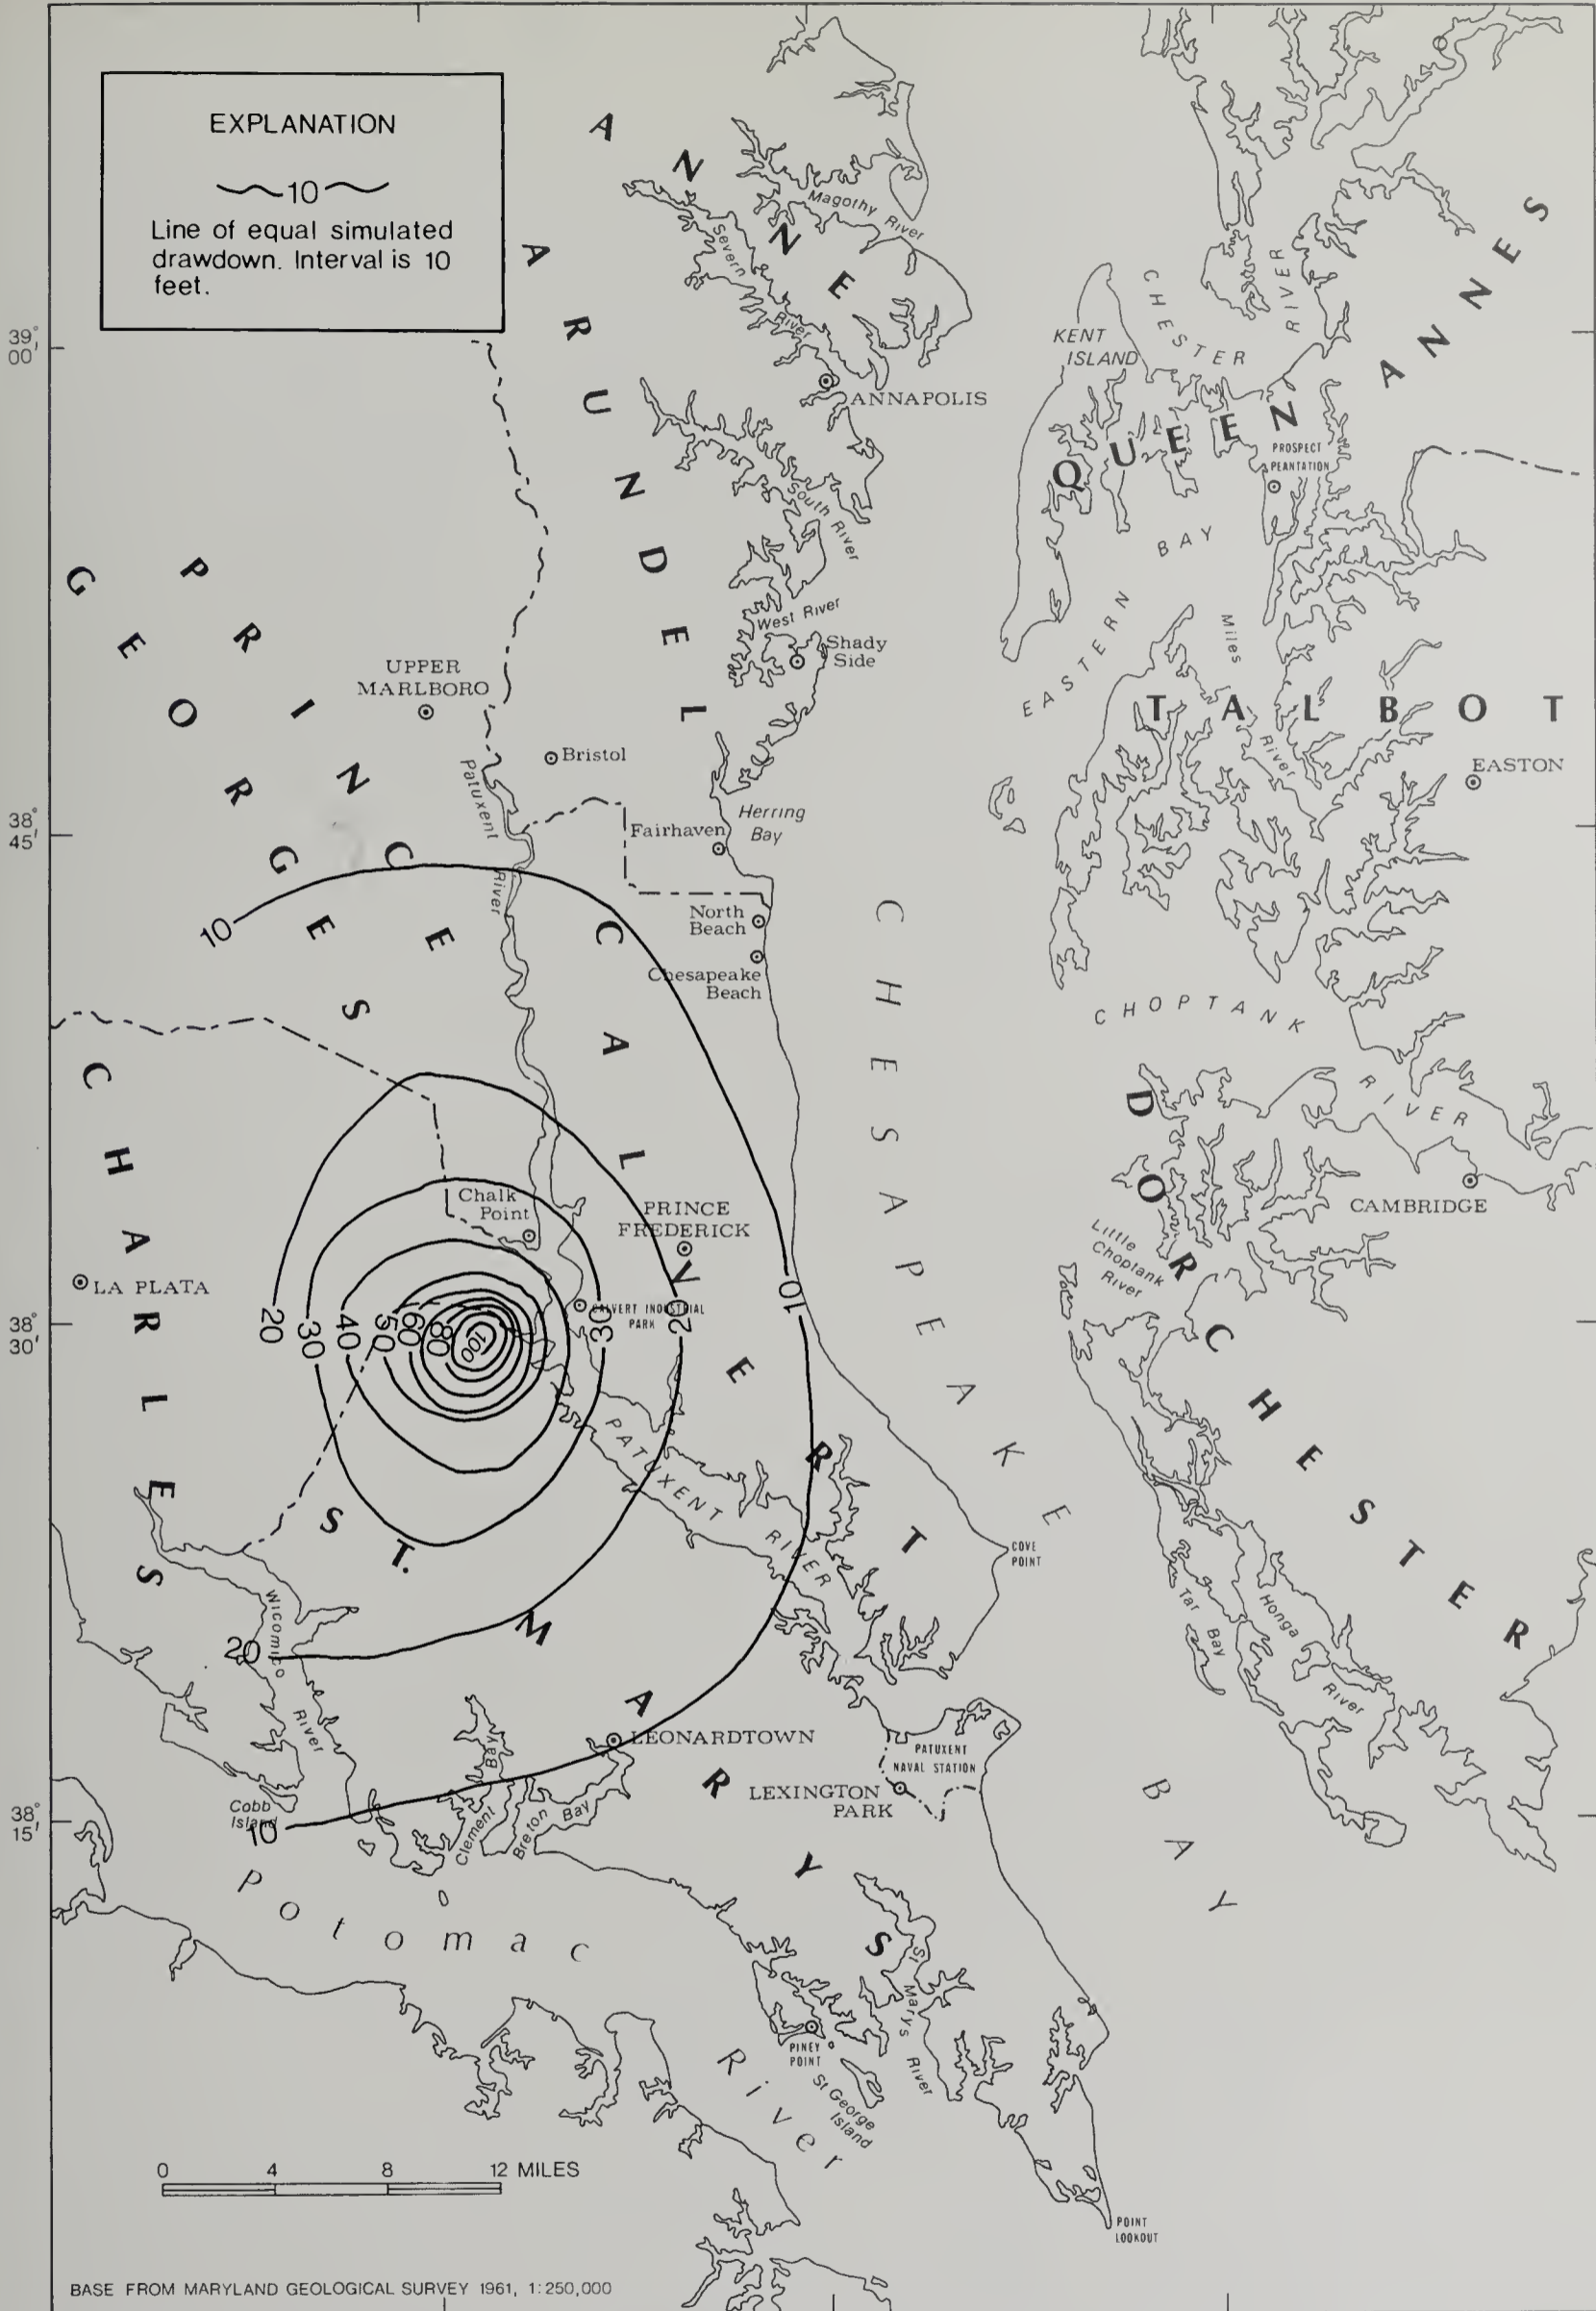 EXPLANATION
10
Line of equal simulated
drawdown. Interval is 10
feet.
ANNE
ARUNDEL
Magothy River
Severn
River
ANNAPOLIS
South River
West River
Shady
Side
KENT
ISLAND
CHESTER
RIVER
QUEEN ANNES
PROSPECT
PLANTATION
EASTERN BAY
Miles
River
TALBOT
EASTON
39°
00'
PRINCE
GEORGES
UPPER
MARLBORO
Bristol
Patuxent
River
38°
45'
Fairhaven
Herring
Bay
North
Beach
Chesapeake
Beach
10
CHESAPEAKE
BAY
CHOPTANK
RIVER
CAMBRIDGE
Little
Choptank
River
DORCHESTER
CHARLES
CALVERT
Chalk
Point
PRINCE
FREDERICK
LA PLATA
CALVERT INDUSTRIAL
PARK
38°
30'
20
30
40
50
60
80
100
30
20
10
PATUXENT
RIVER
COVE
POINT
Tar
Bay
Honga
River
ST. MARYS
Wicomico
River
20
LEONARDTOWN
PATUXENT
NAVAL STATION
LEXINGTON
PARK
38°
15'
Cobb
Island
10
Clement
Bay
Breton Bay
Potomac
River
St Marys River
PINEY
POINT
St George
Island
POINT
LOOKOUT
0 4 8 12 MILES
BASE FROM MARYLAND GEOLOGICAL SURVEY 1961, 1:250,000